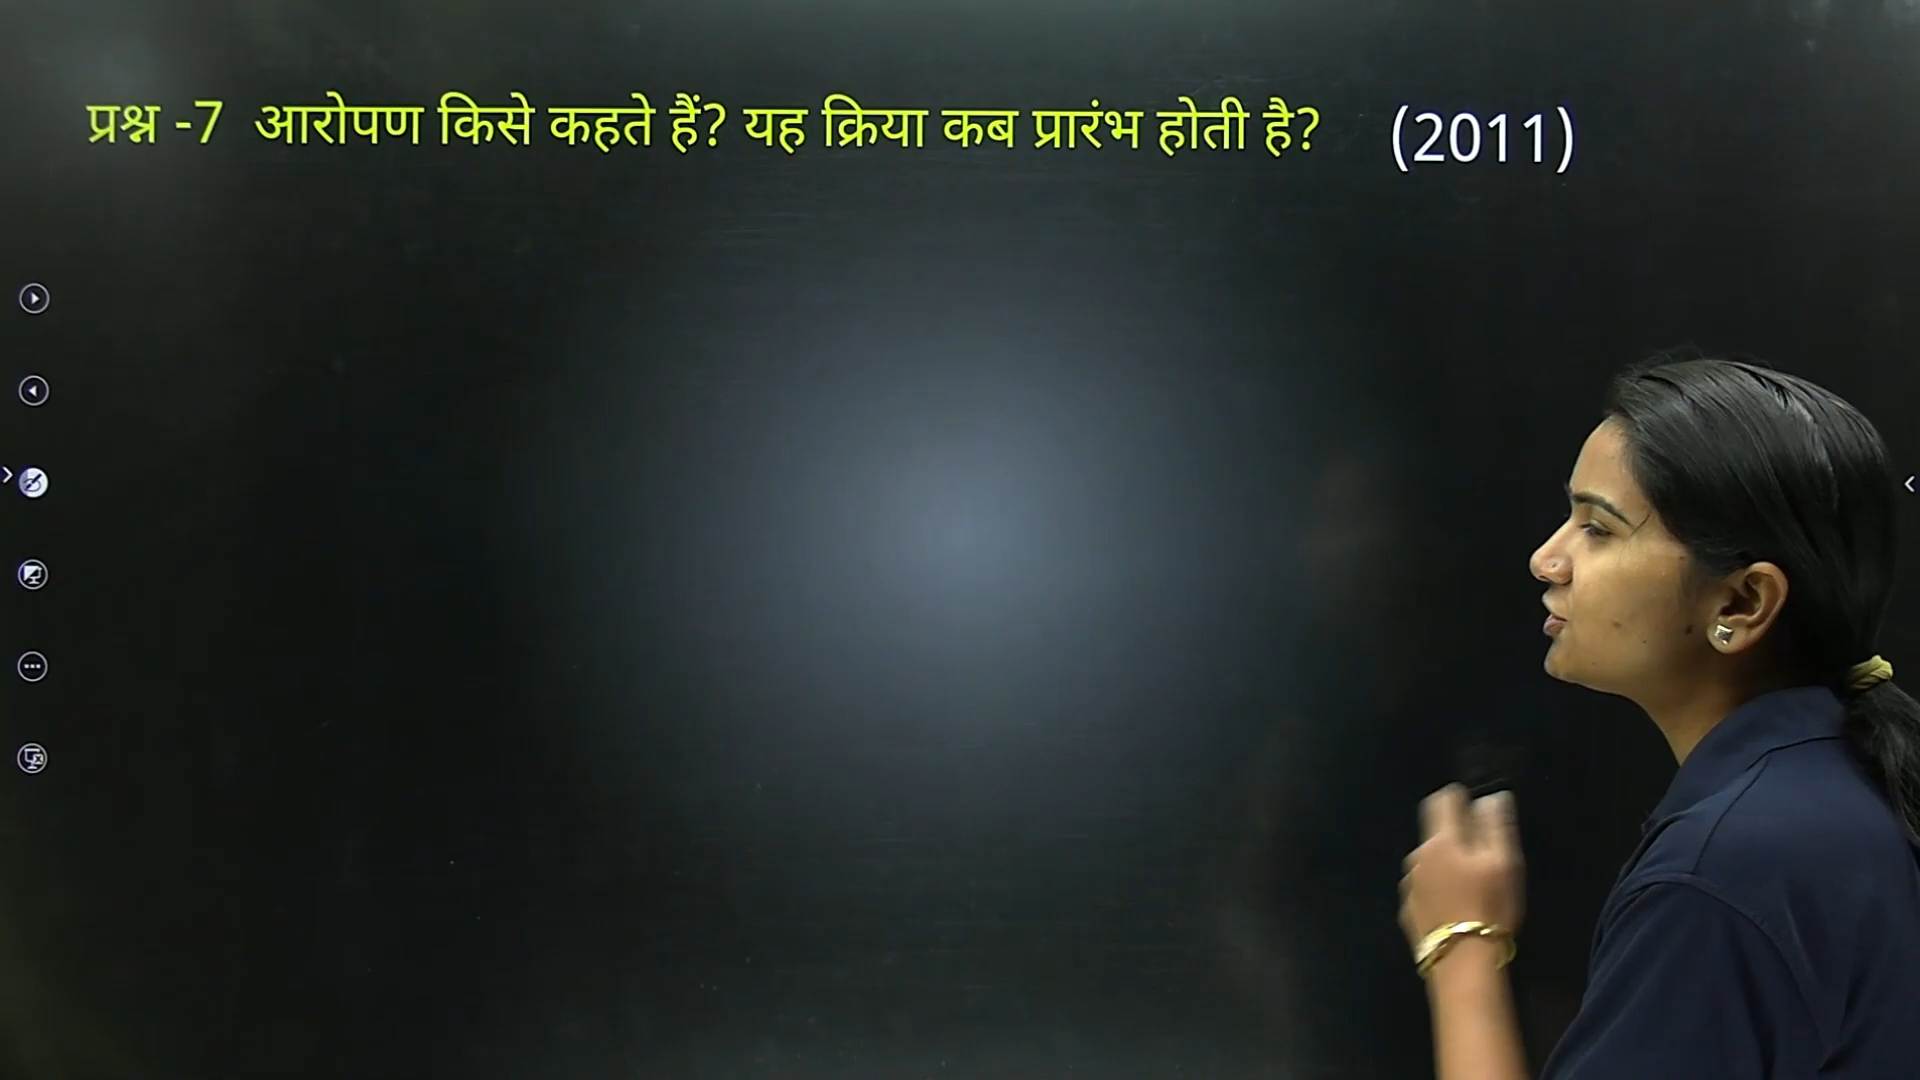 प्रश्न -7 आरोपण किसे कहते हैं? यह क्रिया कब प्रारंभ होती है? (2011)